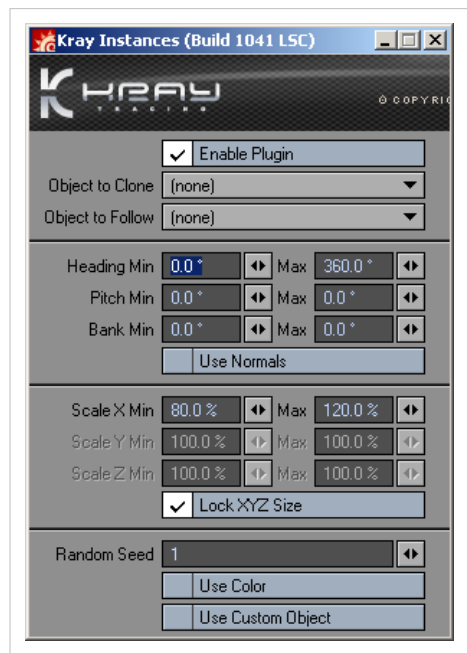 Kray Instances (Build 1041 LSC)
KRAY
TRACING
© COPYRI
Enable Plugin
Object to Clone (none)
Object to Follow (none)
Heading Min 0.0 ° Max 360.0 °
Pitch Min 0.0 ° Max 0.0 °
Bank Min 0.0 ° Max 0.0 °
Use Normals
Scale X Min 80.0 % Max 120.0 %
Scale Y Min 100.0 % Max 100.0 %
Scale Z Min 100.0 % Max 100.0 %
Lock XYZ Size
Random Seed 1
Use Color
Use Custom Object